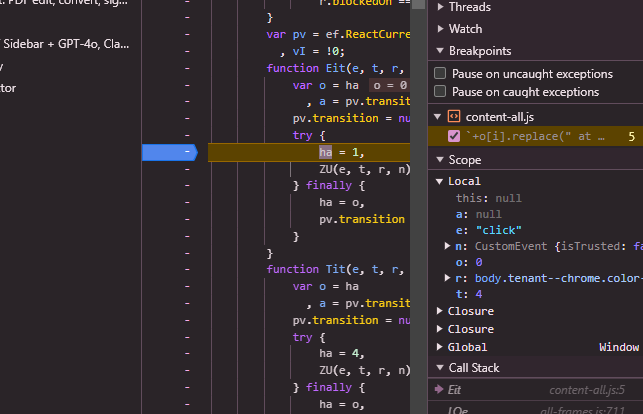 PDF edit, convert, sig...
Sidebar + GPT-4o, Cla...
y
ctor
r.blockedOn ==
}
var pv = ef.ReactCurre
, vI = !0;
function Eit(e, t, r,
var o = ha o = 0
, a = pv.transit
pv.transition = nu
try {
ha = 1,
ZU(e, t, r, n)
} finally {
ha = o,
pv.transition
}
}
function Tit(e, t, r,
var o = ha
, a = pv.transit
pv.transition = nu
try {
ha = 4,
ZU(e, t, r, n)
} finally {
ha = o,
Threads
Watch
Breakpoints
Pause on uncaught exceptions
Pause on caught exceptions
content-all.js
`+o[i].replace(" at … 5
Scope
Local
this: null
a: null
e: "click"
n: CustomEvent {isTrusted: fa
o: 0
r: body.tenant--chrome.color-
t: 4
Closure
Closure
Global Window
Call Stack
Eit content-all.js:5
all-frames.js:711